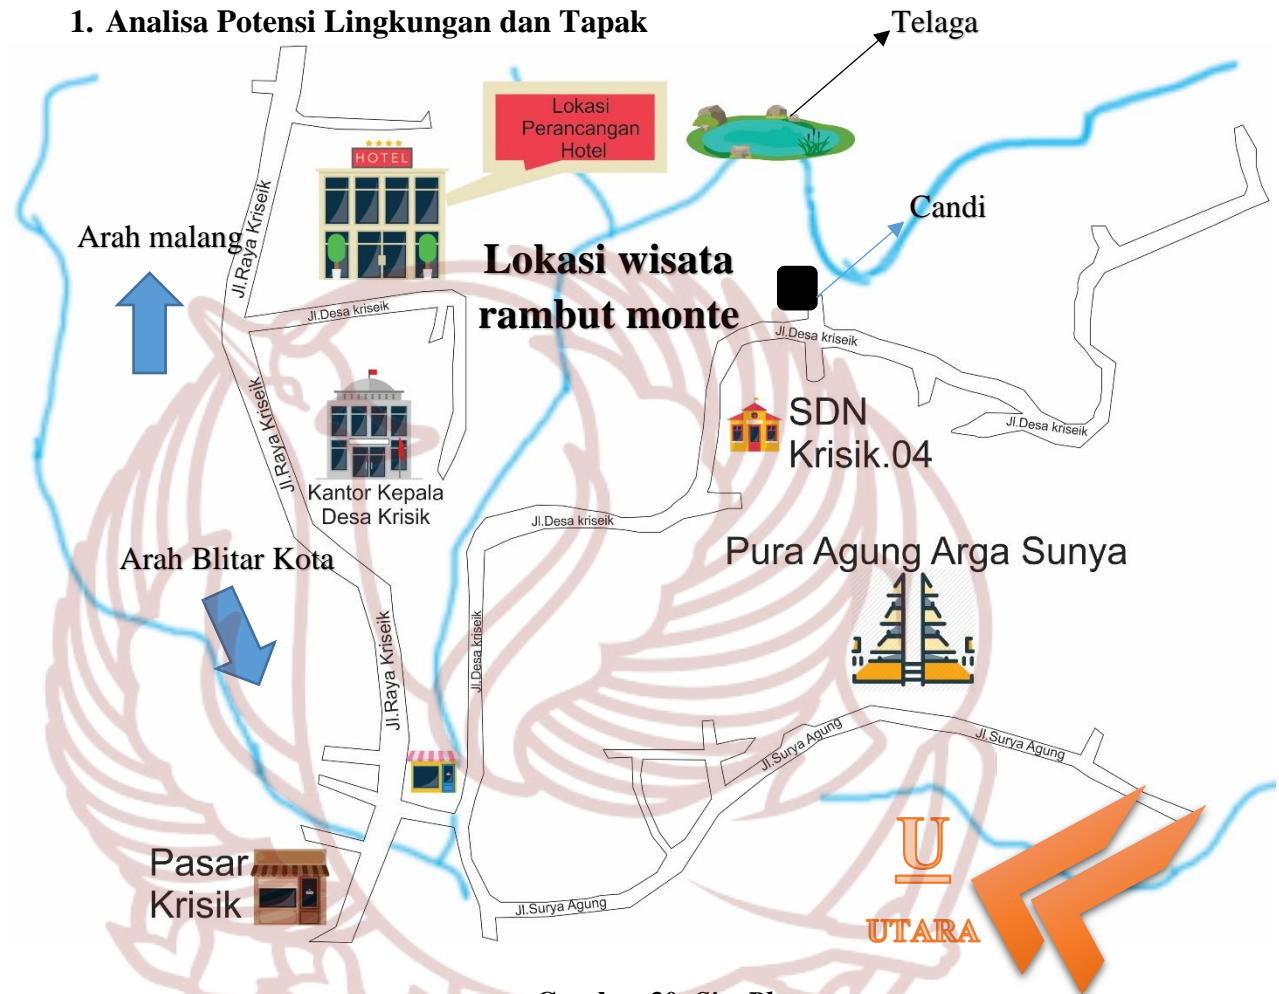 1. Analisa Potensi Lingkungan dan Tapak
Telaga
Lokasi
Perancangan
Hotel
HOTEL
Jl.Raya Kriseik
Arah malang
Candi
Lokasi wisata
rambut monte
Jl.Desa kriseik
Jl.Desa kriseik
Jl.Raya Kriseik
SDN
Krisik.04
Jl.Desa kriseik
Kantor Kepala
Desa Krisik
Jl.Desa kriseik
Arah Blitar Kota
Pura Agung Arga Sunya
Jl.Desa kriseik
Jl.Raya Kriseik
Jl.Surya Agung
Jl.Surya Agung
Pasar
Krisik
Jl.Surya Agung
U
UTARA